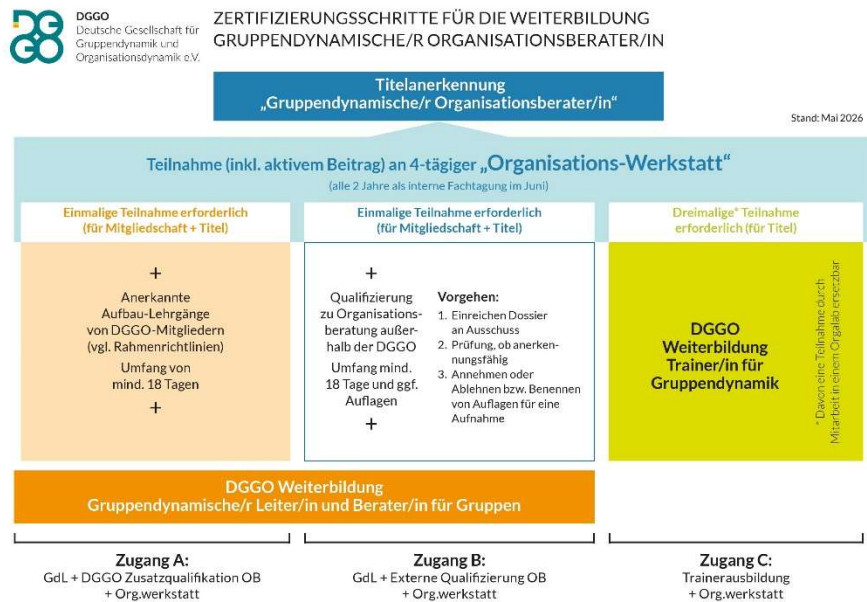 DGGO
Deutsche Gesellschaft für
Gruppendynamik und
Organisationsdynamik e.V.
ZERTIFIZIERUNGSSCHRITTE FÜR DIE WEITERBILDUNG
GRUPPENDYNAMISCHE/R ORGANISATIONSBERATER/IN
Titelanerkennung
„Gruppendynamische/r Organisationsberater/in“
Stand: Mai 2026
Teilnahme (inkl. aktivem Beitrag) an 4-tägiger „Organisations-Werkstatt“
(alle 2 Jahre als interne Fachtagung im Juni)
Einmalige Teilnahme erforderlich
(für Mitgliedschaft + Titel)
+
Anerkannte
Aufbau-Lehrgänge
von DGGO-Mitgliedern
(vgl. Rahmenrichtlinien)
Umfang von
mind. 18 Tagen
+
Einmalige Teilnahme erforderlich
(für Mitgliedschaft + Titel)
+
Qualifizierung
zu Organisations-
beratung außer-
halb der DGGO
Umfang mind.
18 Tage und ggf.
Auflagen
+
Vorgehen:
1. Einreichen Dossier
an Ausschuss
2. Prüfung, ob anerken-
nungsfähig
3. Annehmen oder
Ablehnen bzw. Benennen
von Auflagen für eine
Aufnahme
Dreimalige* Teilnahme
erforderlich (für Titel)
DGGO
Weiterbildung
Trainer/in für
Gruppendynamik
* Davon eine Teilnahme durch
Mitarbeit in einem Orgalab ersetzbar
DGGO Weiterbildung
Gruppendynamische/r Leiter/in und Berater/in für Gruppen
Zugang A:
GdL + DGGO Zusatzqualifikation OB
+ Org.werkstatt
Zugang B:
GdL + Externe Qualifizierung OB
+ Org.werkstatt
Zugang C:
Trainerausbildung
+ Org.werkstatt